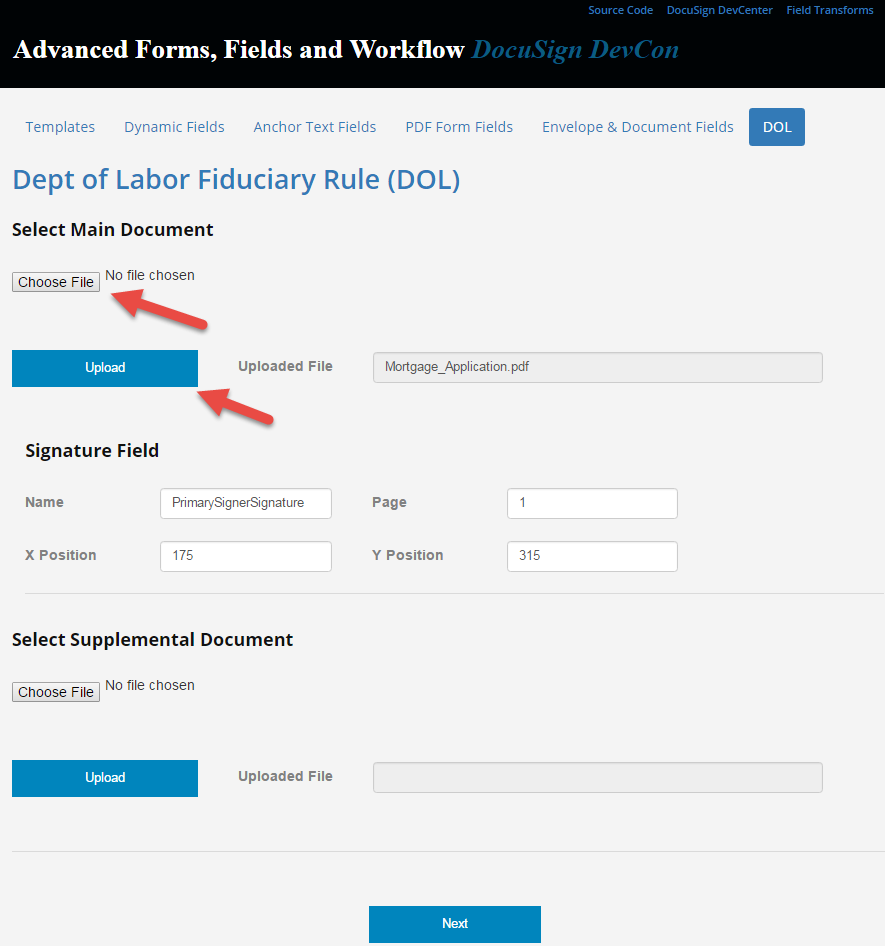 Source Code DocuSign DevCenter Field Transforms
Advanced Forms, Fields and Workflow DocuSign DevCon
Templates Dynamic Fields Anchor Text Fields PDF Form Fields Envelope & Document Fields DOL
Dept of Labor Fiduciary Rule (DOL)
Select Main Document
Choose File No file chosen
Upload Uploaded File Mortgage_Application.pdf
Signature Field
Name PrimarySignerSignature Page 1
X Position 175 Y Position 315
Select Supplemental Document
Choose File No file chosen
Upload Uploaded File
Next